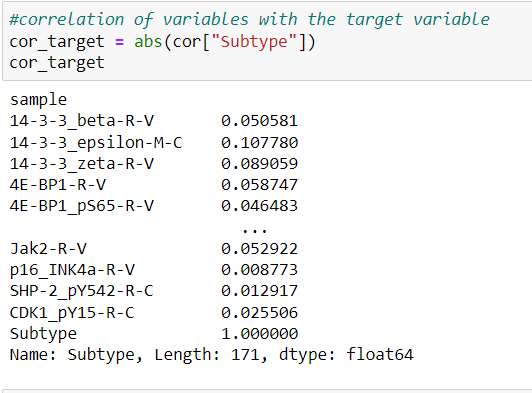 #correlation of variables with the target variable
cor_target = abs(cor["Subtype"])
cor_target
sample
14-3-3_beta-R-V 0.050581
14-3-3_epsilon-M-C 0.107780
14-3-3_zeta-R-V 0.089059
4E-BP1-R-V 0.058747
4E-BP1_pS65-R-V 0.046483
...
Jak2-R-V 0.052922
p16_INK4a-R-V 0.008773
SHP-2_pY542-R-C 0.012917
CDK1_pY15-R-C 0.025506
Subtype 1.000000
Name: Subtype, Length: 171, dtype: float64